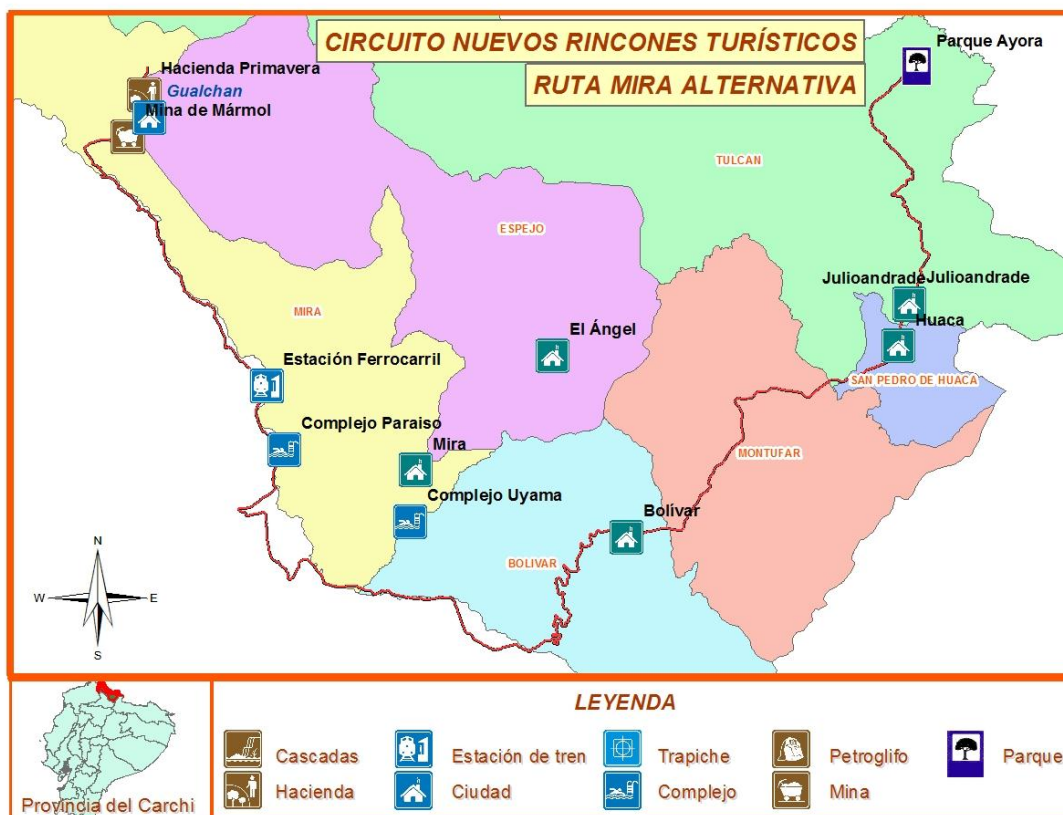 CIRCUITO NUEVOS RINCONES TURÍSTICOS
RUTA MIRA ALTERNATIVA
Parque Ayora
Hacienda Primavera
Gualchan
Mina de Mármol
TULCAN
ESPEJO
Julioandrade
Julioandrade
MIRA
Huaca
El Ángel
Estación Ferrocarril
SAN PEDRO DE HUACA
Complejo Paraiso
Mira
MONTUFAR
Complejo Uyama
Bolívar
BOLIVAR
N
W
E
S
LEYENDA
Cascadas
Estación de tren
Trapiche
Petroglifo
Parque
Hacienda
Ciudad
Complejo
Mina
Provincia del Carchi